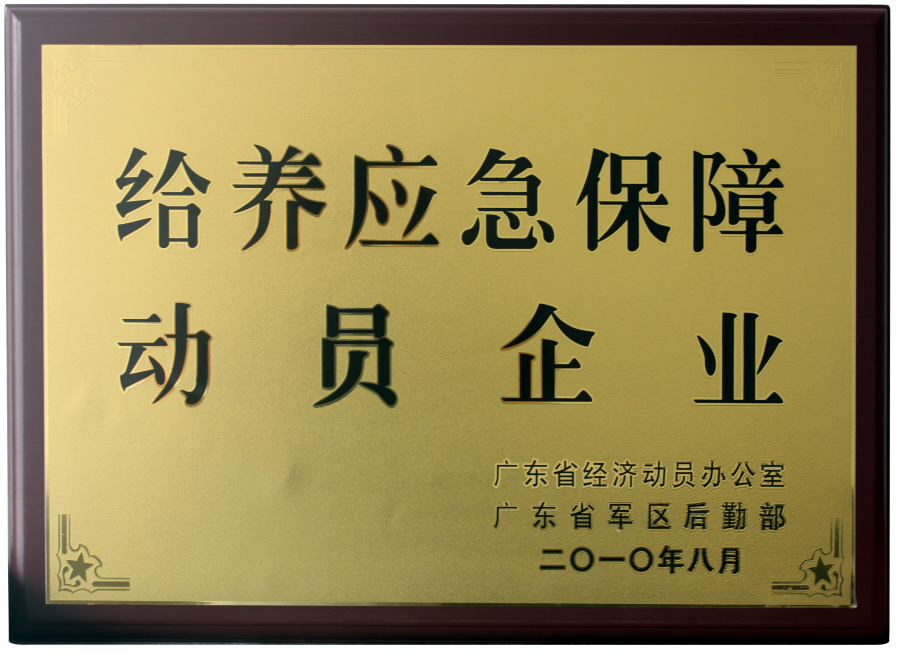 给养应急保障
动员企业
广东省经济动员办公室
广东省军区后勤部
二〇一〇年八月